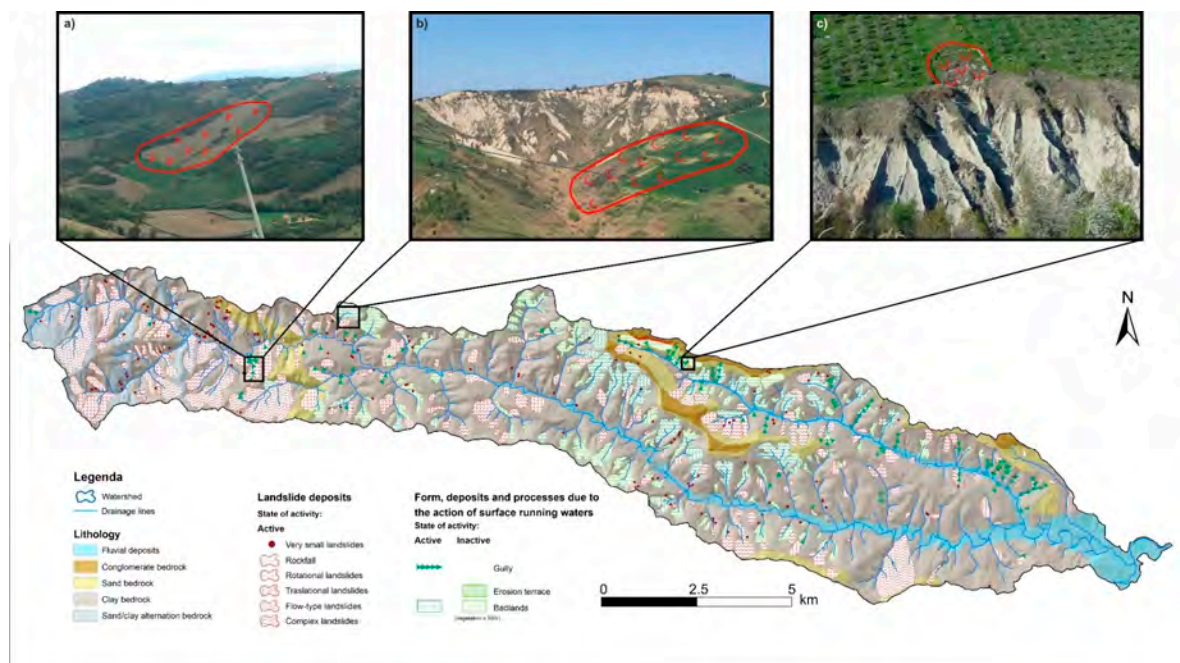 a)
b)
c)
N
Legenda
Watershed
Drainage lines
Lithology
Fluvial deposits
Conglomerate bedrock
Sand bedrock
Clay bedrock
Sand/clay alternation bedrock
Landslide deposits
State of activity:
Active
Very small landslides
Rockfall
Rotational landslides
Traslational landslides
Flow-type landslides
Complex landslides
Form, deposits and processes due to
the action of surface running waters
State of activity:
Active Inactive
Gully
Erosion terrace
Badlands
0 2.5 5
km